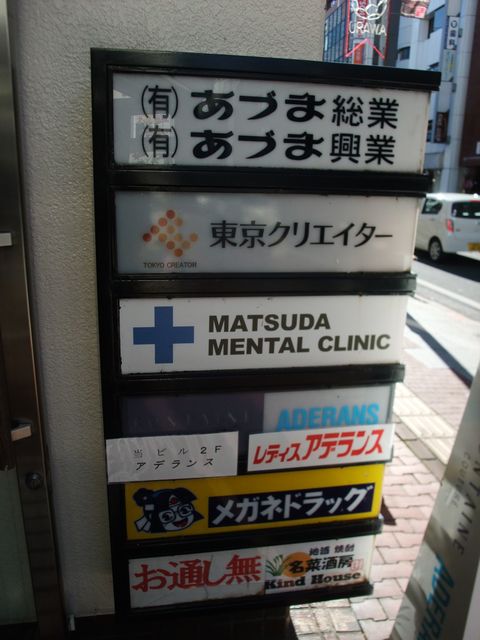 ORAWA
(有)あづま総業
(有)あづま興業
東京クリエイター
TOKYO CREATOR
MATSUDA
MENTAL CLINIC
ADERANS
当ビル2F
アデランス
レディスアデランス
メガネドラッグ
お通し無
地酒 焼酎
名菜酒房
Kind House